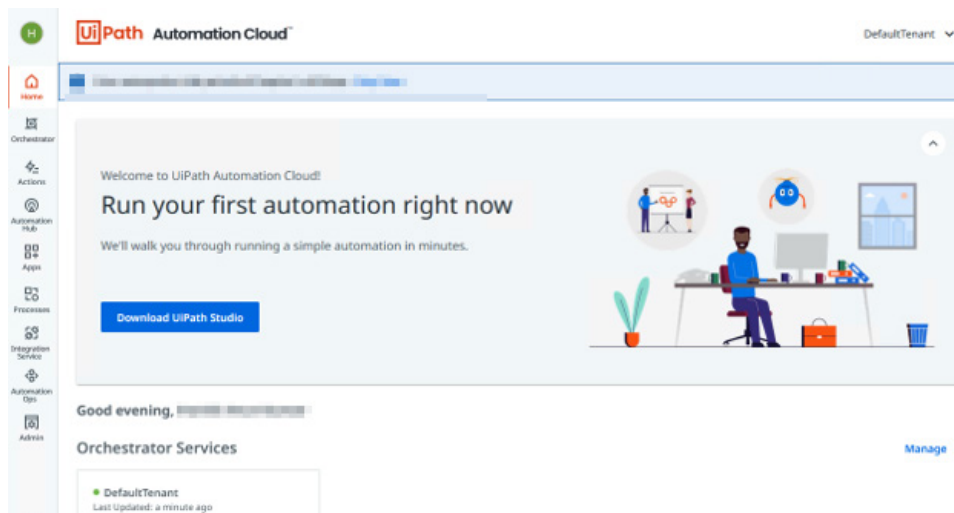 H
UiPath Automation Cloud™
DefaultTenant
Home
Orchestrator
Actions
Automation
Hub
Apps
Processes
Integration
Service
Automation
Ops
Admin
Welcome to UiPath Automation Cloud!
Run your first automation right now
We'll walk you through running a simple automation in minutes.
Download UiPath Studio
Good evening,
Orchestrator Services
Manage
DefaultTenant
Last Updated: a minute ago